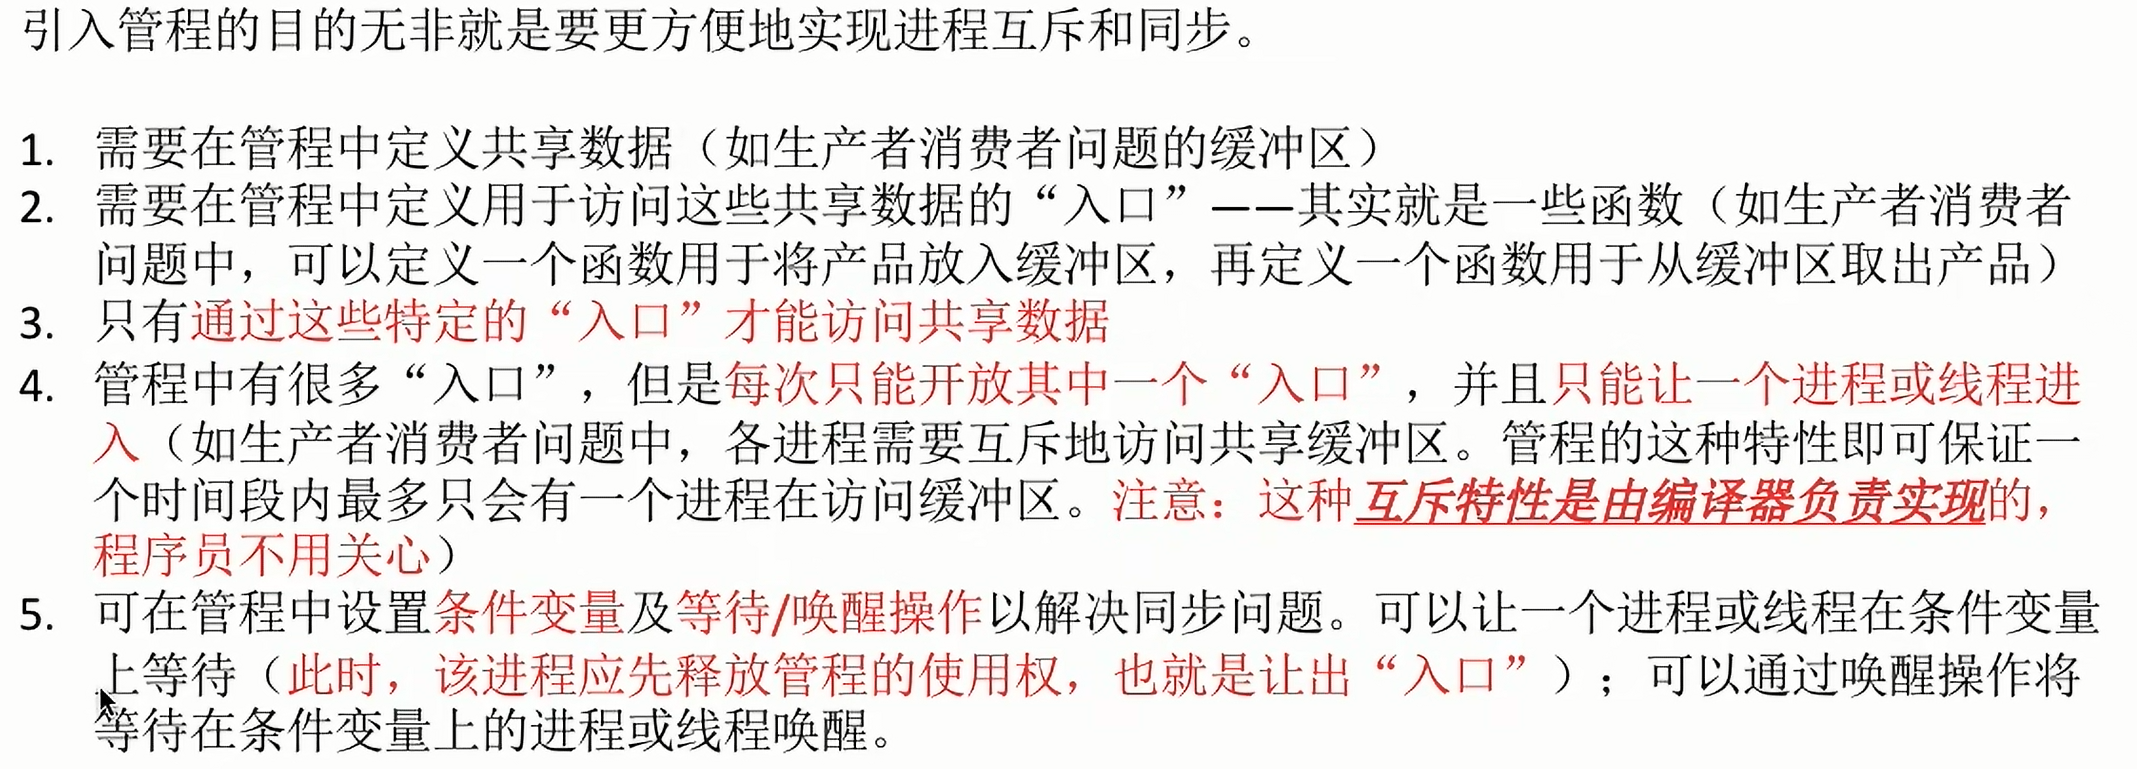 引入管程的目的无非就是要更方便地实现进程互斥和同步。
1. 需要在管程中定义共享数据（如生产者消费者问题的缓冲区）
2. 需要在管程中定义用于访问这些共享数据的“入口”——其实就是一些函数（如生产者消费者
问题中，可以定义一个函数用于将产品放入缓冲区，再定义一个函数用于从缓冲区取出产品）
3. 只有通过这些特定的“入口”才能访问共享数据
4. 管程中有很多“入口”，但是每次只能开放其中一个“入口”，并且只能让一个进程或线程进
入（如生产者消费者问题中，各进程需要互斥地访问共享缓冲区。管程的这种特性即可保证一
个时间段内最多只会有一个进程在访问缓冲区。注意：这种互斥特性是由编译器负责实现的，
程序员不用关心）
5. 可在管程中设置条件变量及等待/唤醒操作以解决同步问题。可以让一个进程或线程在条件变量
上等待（此时，该进程应先释放管程的使用权，也就是让出“入口”）；可以通过唤醒操作将
等待在条件变量上的进程或线程唤醒。